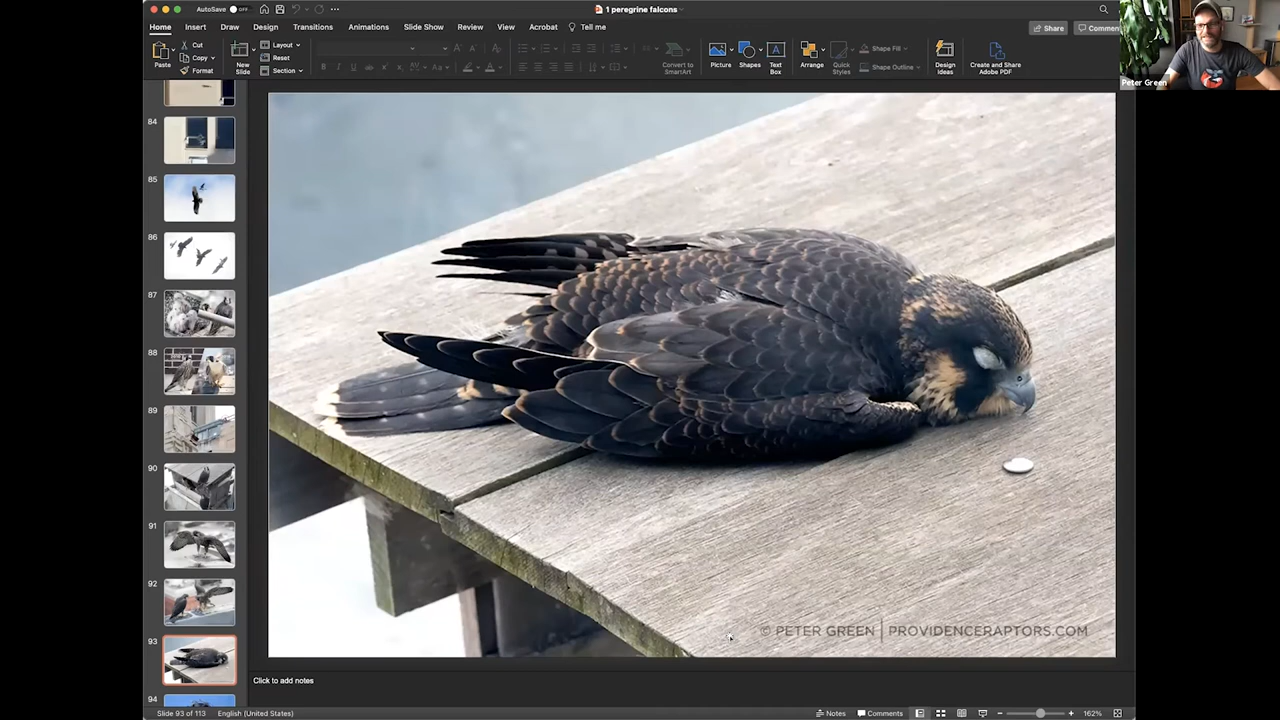 AutoSave OFF
1 peregrine falcons
Home Insert Draw Design Transitions Animations Slide Show Review View Acrobat Tell me
Share Commen
Paste
Cut
Copy
Format
New Slide
Layout
Reset
Section
Convert to SmartArt
Picture
Shapes
Text Box
Arrange
Quick Styles
Shape Fill
Shape Outline
Design Ideas
Create and Share Adobe PDF
Peter Green
84
85
86
87
88
89
90
91
92
93
94
© PETER GREEN | PROVIDENCERAPTORS.COM
Click to add notes
Slide 93 of 113 English (United States)
Notes Comments 162%